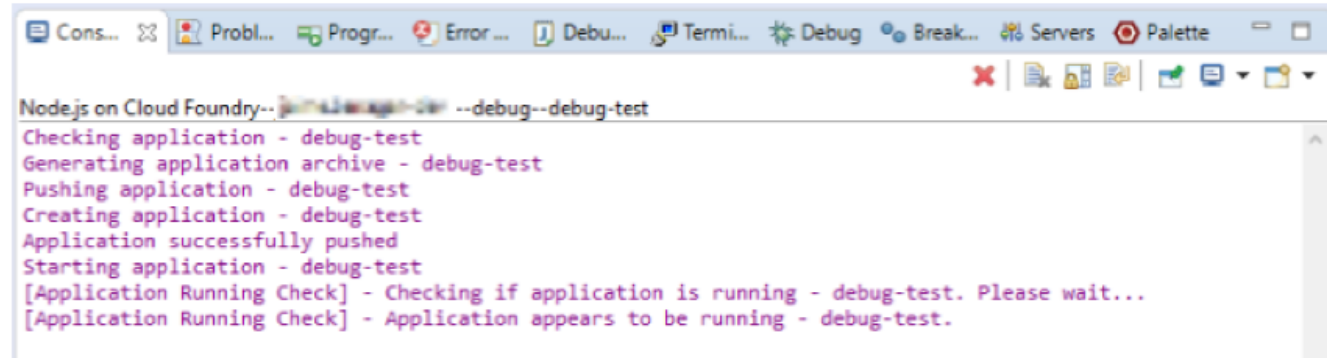 Cons... Probl... Progr... Error ... Debu... Termi... Debug Break... Servers Palette
Node.js on Cloud Foundry-- --debug--debug-test
Checking application - debug-test
Generating application archive - debug-test
Pushing application - debug-test
Creating application - debug-test
Application successfully pushed
Starting application - debug-test
[Application Running Check] - Checking if application is running - debug-test. Please wait...
[Application Running Check] - Application appears to be running - debug-test.